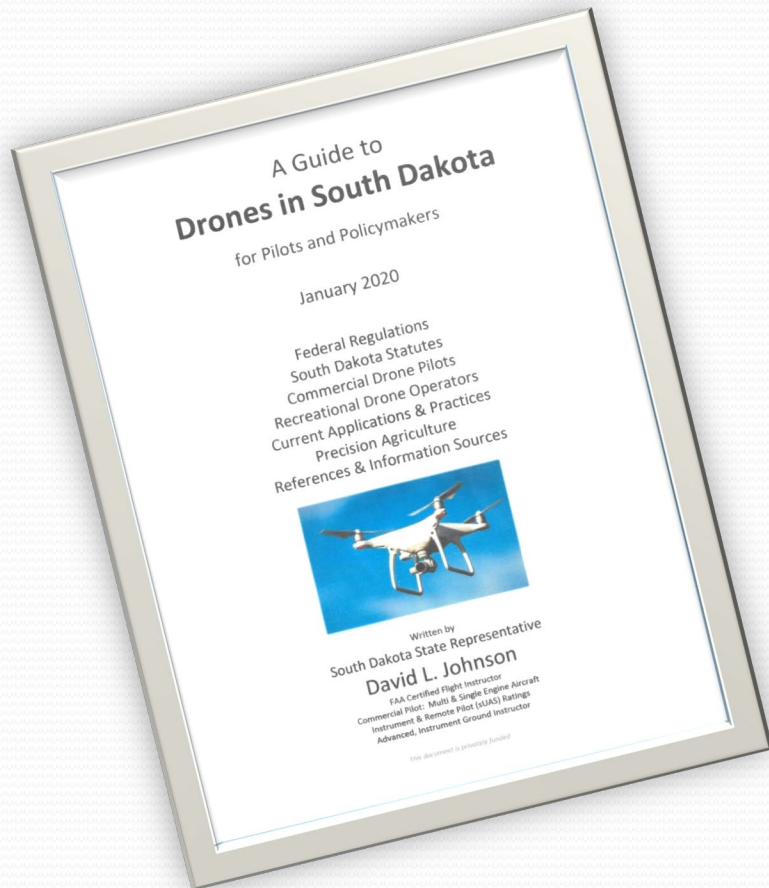 A Guide to
Drones in South Dakota
for Pilots and Policymakers
January 2020
Federal Regulations
South Dakota Statutes
Commercial Drone Pilots
Recreational Drone Operators
Current Applications & Practices
Precision Agriculture
References & Information Sources
Written by
South Dakota State Representative
David L. Johnson
FAA Certified Flight Instructor
Commercial Pilot: Multi & Single Engine Aircraft
Instrument & Remote Pilot (sUAS) Ratings
Advanced, Instrument Ground Instructor
This document is privately funded